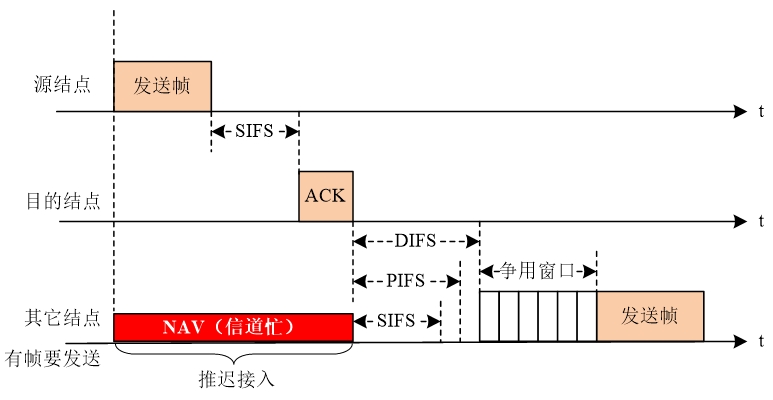 源结点
发送帧
t
SIFS
目的结点
ACK
t
DIFS
PIFS
争用窗口
其它结点
NAV（信道忙）
SIFS
发送帧
t
有帧要发送
推迟接入